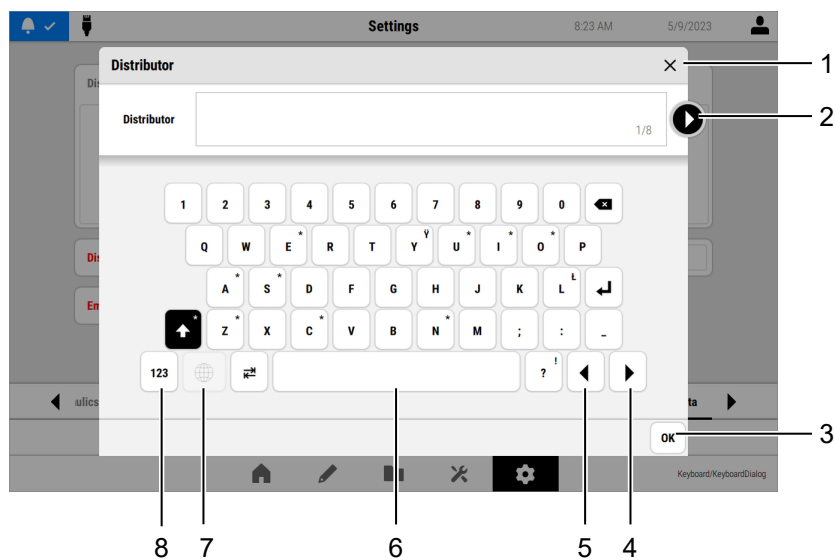 Settings 8:23 AM 5/9/2023
Distributor 1
Dis
Distributor 1/8 2
1 2 3 4 5 6 7 8 9 0
Q W E * R T Y Ÿ U * I * O * P
Dis
A * S * D F G H J K L Ł
Em
* Z * X C * V B N * M ; : _
123 ? !
ulics ta
OK 3
Keyboard/KeyboardDialog
8 7 6 5 4